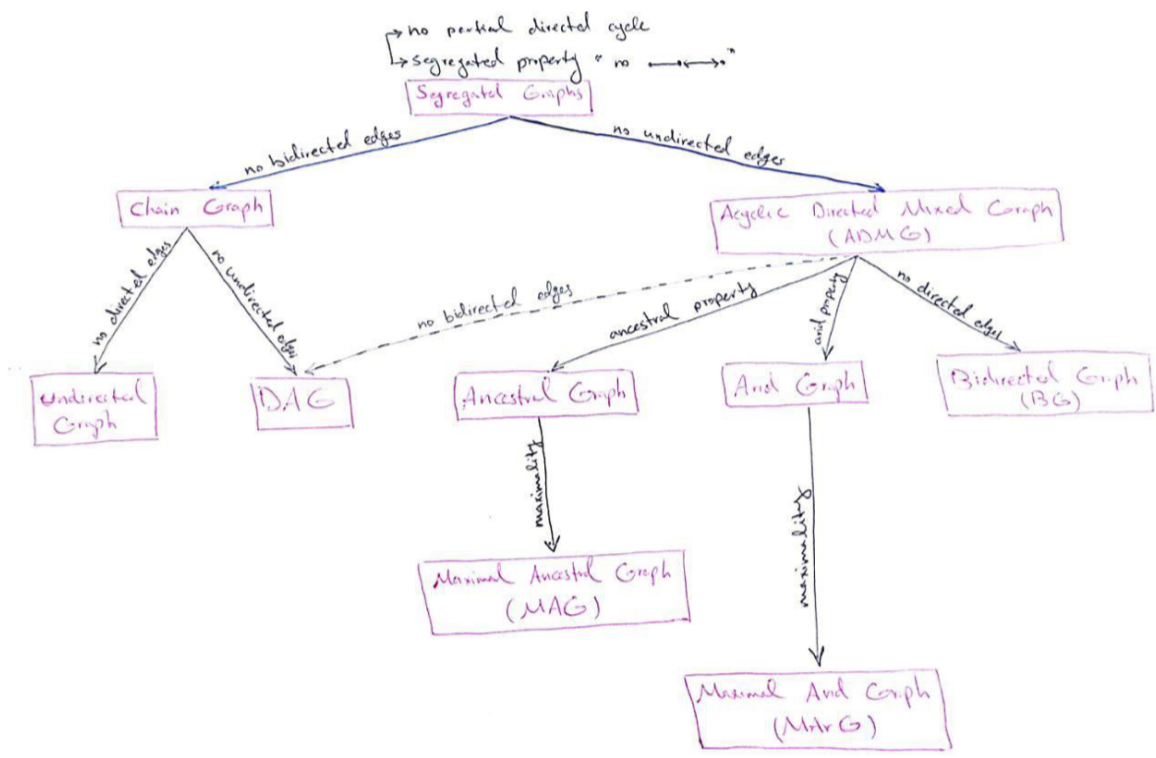 no partial directed cycle
segregated property " no "
Segregated Graphs
no bidirected edges
no undirected edges
Chain Graph
Acyclic Directed Mixed Graph
(ADMG)
no directed edges
no undirected edges
no bidirected edges
ancestral property
arid property
no directed edges
Undirected
Graph
DAG
Ancestral Graph
Arid Graph
Bidirected Graph
(BG)
maximality
maximality
Maximal Ancestral Graph
(MAG)
Maximal Arid Graph
(MArG)